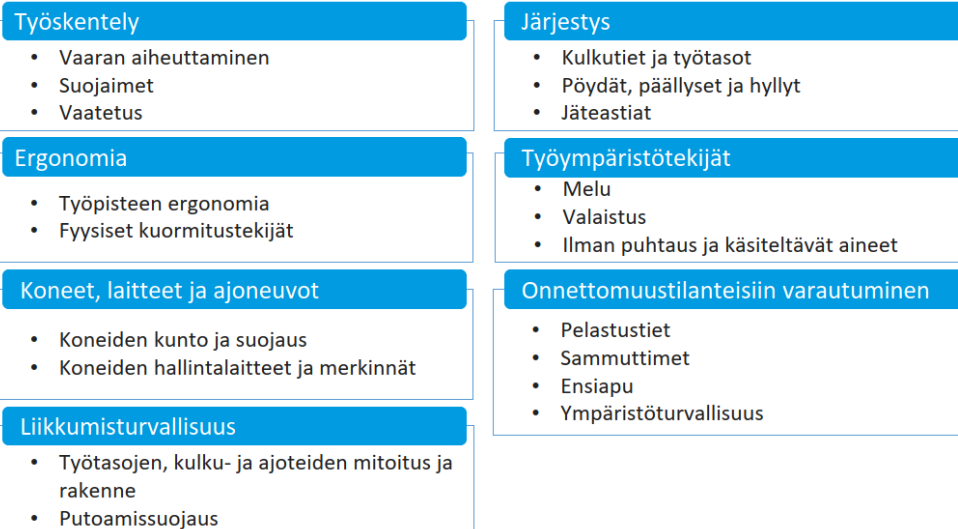 Työskentely
• Vaaran aiheuttaminen
• Suojaimet
• Vaatetus
Ergonomia
• Työpisteen ergonomia
• Fyysiset kuormitustekijät
Koneet, laitteet ja ajoneuvot
• Koneiden kunto ja suojaus
• Koneiden hallintalaitteet ja merkinnät
Liikkumisturvallisuus
• Työtasojen, kulku- ja ajoteiden mitoitus ja
rakenne
• Putoamissuojaus
Järjestys
• Kulkutiet ja työtasot
• Pöydät, päällyset ja hyllyt
• Jäteastiat
Työympäristötekijät
• Melu
• Valaistus
• Ilman puhtaus ja käsiteltävät aineet
Onnettomuustilanteisiin varautuminen
• Pelastustiet
• Sammuttimet
• Ensiapu
• Ympäristöturvallisuus